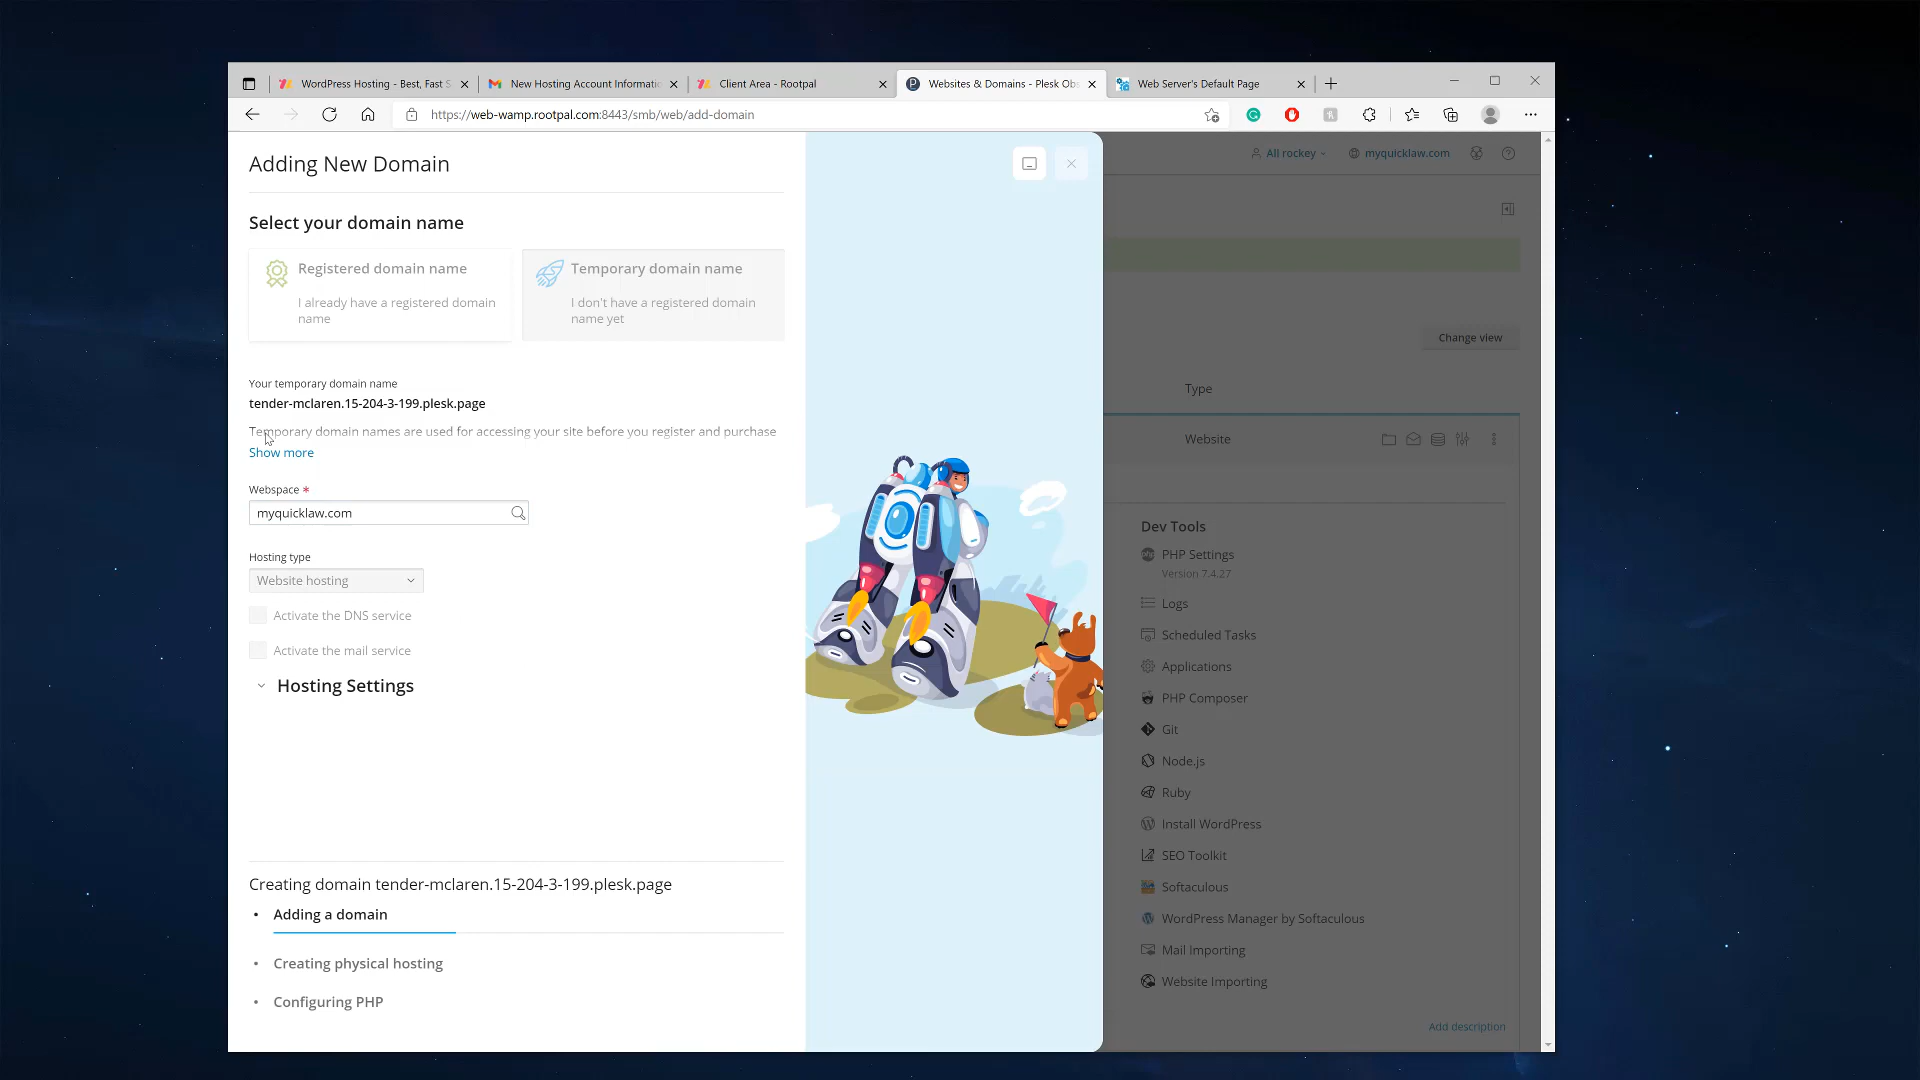 WordPress Hosting - Best, Fast S
New Hosting Account Informatio
Client Area - Rootpal
Websites & Domains - Plesk Obs
Web Server's Default Page
https://web-wamp.rootpal.com:8443/smb/web/add-domain
Adding New Domain
All rockey
myquicklaw.com
Select your domain name
Registered domain name
I already have a registered domain
name
Temporary domain name
I don't have a registered domain
name yet
Change view
Your temporary domain name
tender-mclaren.15-204-3-199.plesk.page
Type
Temporary domain names are used for accessing your site before you register and purchase
Show more
Website
Webspace *
myquicklaw.com
Hosting type
Website hosting
Activate the DNS service
Activate the mail service
Hosting Settings
Dev Tools
PHP Settings
Version 7.4.27
Logs
Scheduled Tasks
Applications
PHP Composer
Git
Node.js
Ruby
Install WordPress
SEO Toolkit
Softaculous
WordPress Manager by Softaculous
Mail Importing
Website Importing
Add description
Creating domain tender-mclaren.15-204-3-199.plesk.page
• Adding a domain
• Creating physical hosting
• Configuring PHP